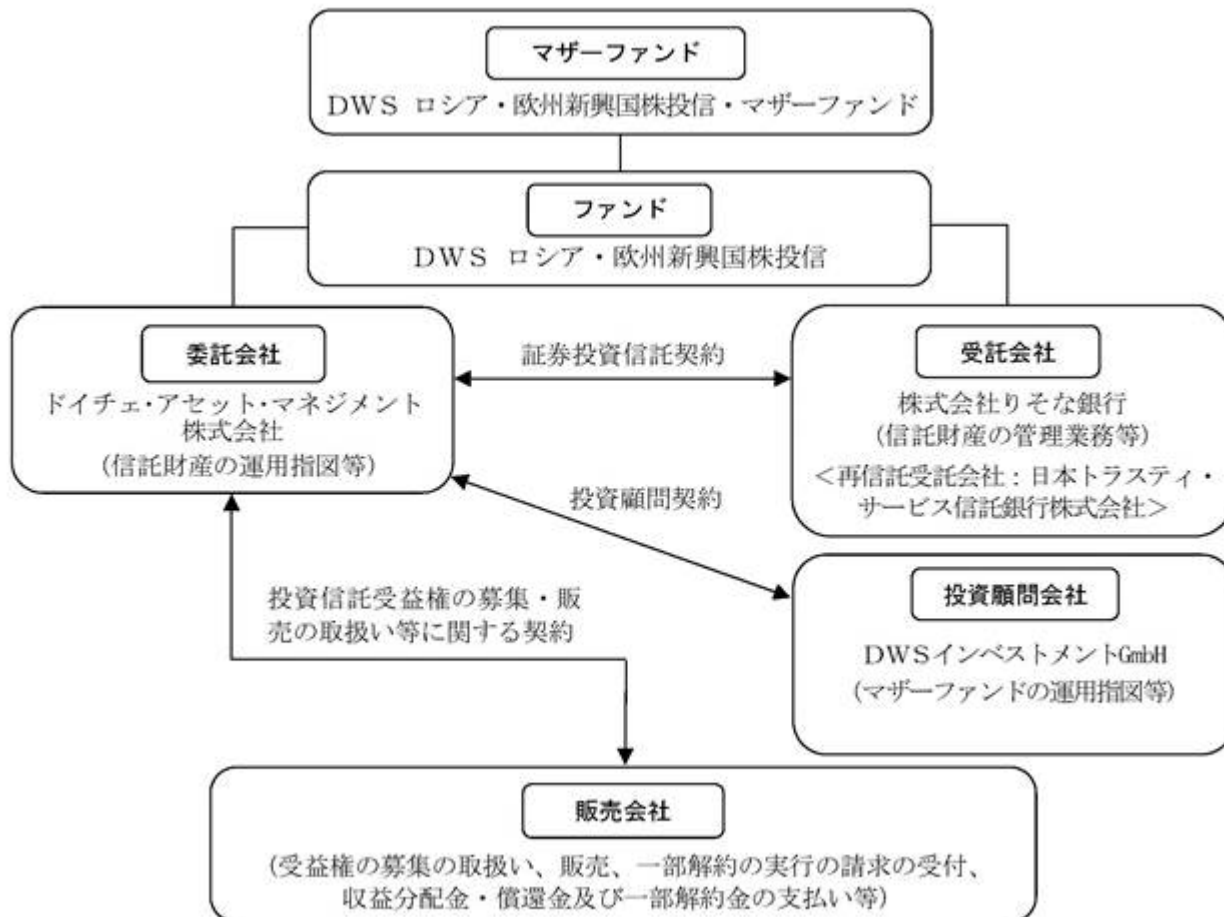 マザーファンド
DWS ロシア・欧州新興国株投信・マザーファンド
ファンド
DWS ロシア・欧州新興国株投信
委託会社
ドイチェ・アセット・マネジメント
株式会社
(信託財産の運用指図等)
証券投資信託契約
受託会社
株式会社りそな銀行
(信託財産の管理業務等)
<再信託受託会社：日本トラスティ・
サービス信託銀行株式会社>
投資顧問契約
投資顧問会社
DWSインベストメントGmbH
(マザーファンドの運用指図等)
投資信託受益権の募集・販
売の取扱い等に関する契約
販売会社
(受益権の募集の取扱い、販売、一部解約の実行の請求の受付、
収益分配金・償還金及び一部解約金の支払い等)